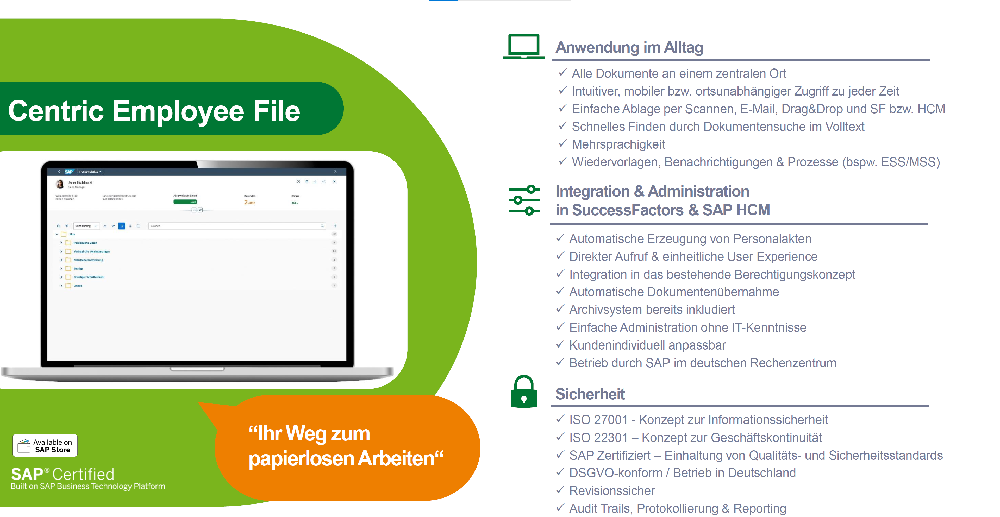 Centric Employee File
SAP Personalakte
Jana Eichhorst
Sales Manager
Wöhlerstraße 8-10
60323 Frankfurt
jana.eichhorst@bestrun.com
+49 8918291321
Aktenvollständigkeit
100%
Barcodes
2 offen
Status
Aktiv
Bezeichnung
Suchen
Akte 32
Persönliche Daten 6
Vertragliche Vereinbarungen 14
Mitarbeiterentwicklung 3
Bezüge 6
Sonstiger Schriftverkehr 1
Urlaub 2
“Ihr Weg zum
papierlosen Arbeiten“
Available on
SAP Store
SAP® Certified
Built on SAP Business Technology Platform
Anwendung im Alltag
✓ Alle Dokumente an einem zentralen Ort
✓ Intuitiver, mobiler bzw. ortsunabhängiger Zugriff zu jeder Zeit
✓ Einfache Ablage per Scannen, E-Mail, Drag&Drop und SF bzw. HCM
✓ Schnelles Finden durch Dokumentensuche im Volltext
✓ Mehrsprachigkeit
✓ Wiedervorlagen, Benachrichtigungen & Prozesse (bspw. ESS/MSS)
Integration & Administration
in SuccessFactors & SAP HCM
✓ Automatische Erzeugung von Personalakten
✓ Direkter Aufruf & einheitliche User Experience
✓ Integration in das bestehende Berechtigungskonzept
✓ Automatische Dokumentenübernahme
✓ Archivsystem bereits inkludiert
✓ Einfache Administration ohne IT-Kenntnisse
✓ Kundenindividuell anpassbar
✓ Betrieb durch SAP im deutschen Rechenzentrum
Sicherheit
✓ ISO 27001 - Konzept zur Informationssicherheit
✓ ISO 22301 – Konzept zur Geschäftskontinuität
✓ SAP Zertifiziert – Einhaltung von Qualitäts- und Sicherheitsstandards
✓ DSGVO-konform / Betrieb in Deutschland
✓ Revisionssicher
✓ Audit Trails, Protokollierung & Reporting